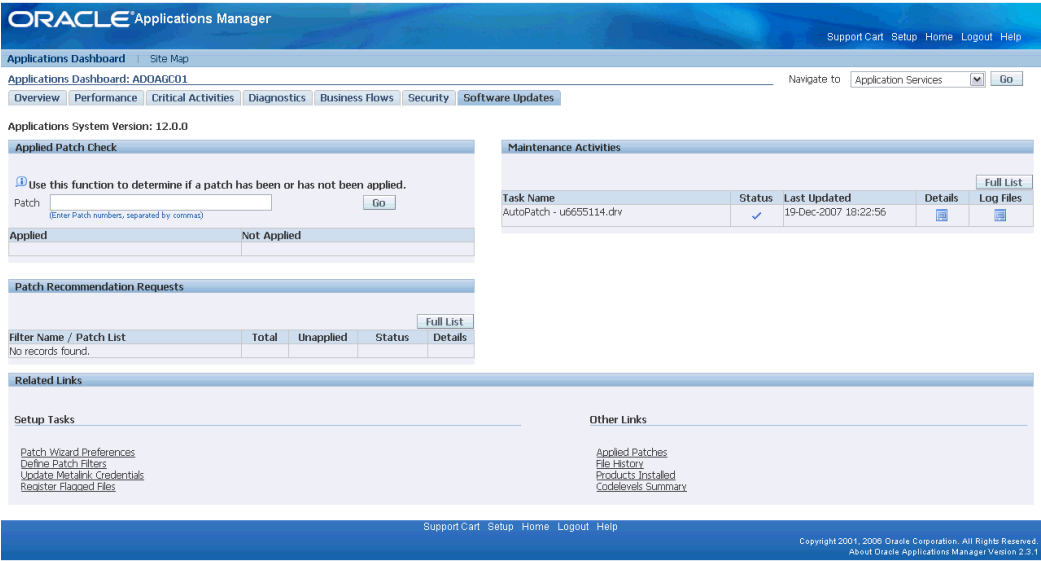 ORACLE Applications Manager
Support Cart Setup Home Logout Help
Applications Dashboard | Site Map
Applications Dashboard: ADOAGC01
Navigate to Application Services Go
Overview Performance Critical Activities Diagnostics Business Flows Security Software Updates
Applications System Version: 12.0.0
Applied Patch Check
Use this function to determine if a patch has been or has not been applied.
Patch Go
(Enter Patch numbers, separated by commas)
Applied Not Applied
Maintenance Activities
Full List
Task Name Status Last Updated Details Log Files
AutoPatch - u6655114.drv 19-Dec-2007 18:22:56
Patch Recommendation Requests
Full List
Filter Name / Patch List Total Unapplied Status Details
No records found.
Related Links
Setup Tasks
Patch Wizard Preferences
Define Patch Filters
Update Metalink Credentials
Register Flagged Files
Other Links
Applied Patches
File History
Products Installed
Codelevels Summary
Support Cart Setup Home Logout Help
Copyright 2001, 2006 Oracle Corporation. All Rights Reserved.
About Oracle Applications Manager Version 2.3.1